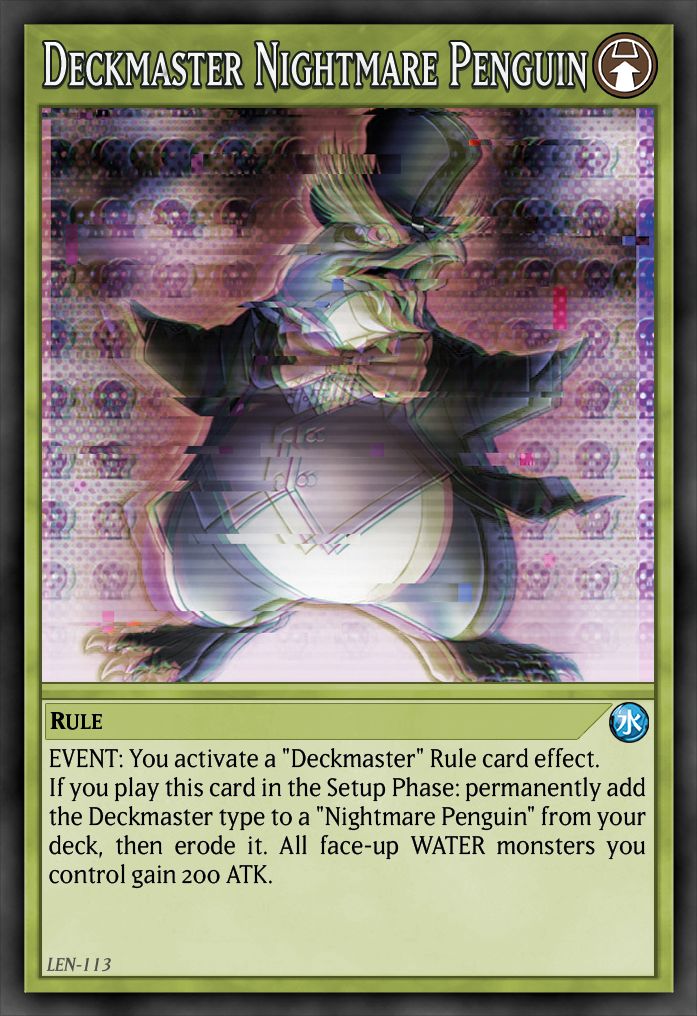 Deckmaster Nightmare Penguin
Rule
水
EVENT: You activate a "Deckmaster" Rule card effect.
If you play this card in the Setup Phase: permanently add
the Deckmaster type to a "Nightmare Penguin" from your
deck, then erode it. All face-up WATER monsters you
control gain 200 ATK.
LEN-113